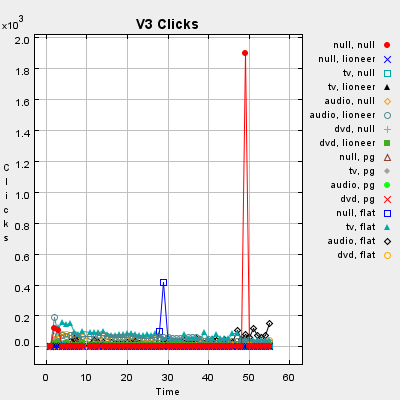 V3 Clicks
x10³
2.0
1.8
1.6
1.4
1.2
1.0
0.8
0.6
0.4
0.2
0.0
Clicks
0 10 20 30 40 50 60
Time
null, null
null, lioneer
tv, null
tv, lioneer
audio, null
audio, lioneer
dvd, null
dvd, lioneer
null, pg
tv, pg
audio, pg
dvd, pg
null, flat
tv, flat
audio, flat
dvd, flat